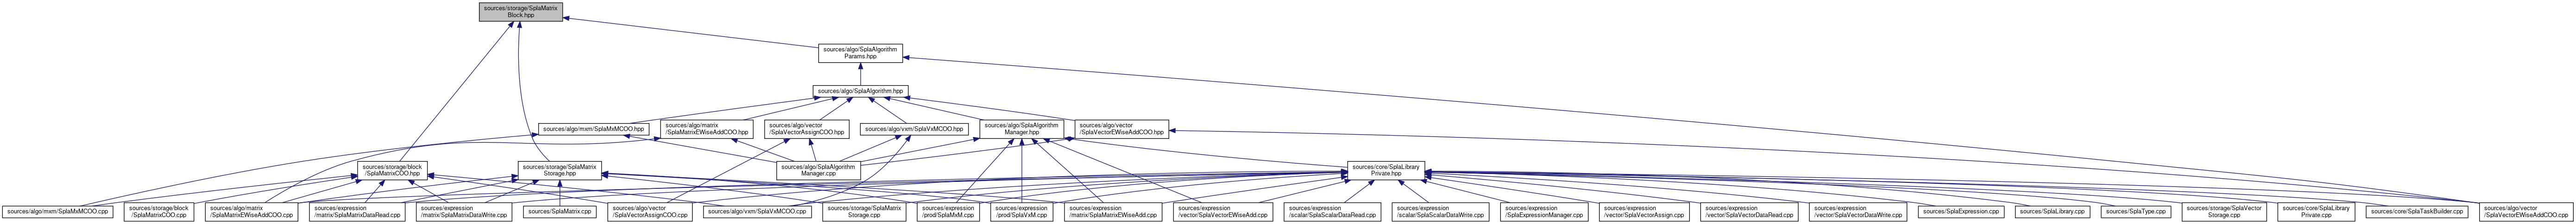 sources/storage/SplaMatrix
Block.hpp
sources/algo/SplaAlgorithm
Params.hpp
sources/algo/SplaAlgorithm.hpp
sources/algo/mxm/SplaMxMCOO.hpp
sources/algo/matrix
/SplaMatrixEWiseAddCOO.hpp
sources/algo/vector
/SplaVectorAssignCOO.hpp
sources/algo/vxm/SplaVxMCOO.hpp
sources/algo/SplaAlgorithm
Manager.hpp
sources/algo/vector
/SplaVectorEWiseAddCOO.hpp
sources/storage/block
/SplaMatrixCOO.hpp
sources/storage/SplaMatrix
Storage.hpp
sources/algo/SplaAlgorithm
Manager.cpp
sources/core/SplaLibrary
Private.hpp
sources/algo/mxm/SplaMxMCOO.cpp
sources/storage/block
/SplaMatrixCOO.cpp
sources/algo/matrix
/SplaMatrixEWiseAddCOO.cpp
sources/expression
/matrix/SplaMatrixDataRead.cpp
sources/expression
/matrix/SplaMatrixDataWrite.cpp
sources/SplaMatrix.cpp
sources/algo/vector
/SplaVectorAssignCOO.cpp
sources/algo/vxm/SplaVxMCOO.cpp
sources/storage/SplaMatrix
Storage.cpp
sources/expression
/prod/SplaMxM.cpp
sources/expression
/prod/SplaVxM.cpp
sources/expression
/matrix/SplaMatrixEWiseAdd.cpp
sources/expression
/vector/SplaVectorEWiseAdd.cpp
sources/expression
/scalar/SplaScalarDataRead.cpp
sources/expression
/scalar/SplaScalarDataWrite.cpp
sources/expression
/SplaExpressionManager.cpp
sources/expression
/vector/SplaVectorAssign.cpp
sources/expression
/vector/SplaVectorDataRead.cpp
sources/expression
/vector/SplaVectorDataWrite.cpp
sources/SplaExpression.cpp
sources/SplaLibrary.cpp
sources/SplaType.cpp
sources/storage/SplaVector
Storage.cpp
sources/core/SplaLibrary
Private.cpp
sources/core/SplaTaskBuilder.cpp
sources/algo/vector
/SplaVectorEWiseAddCOO.cpp